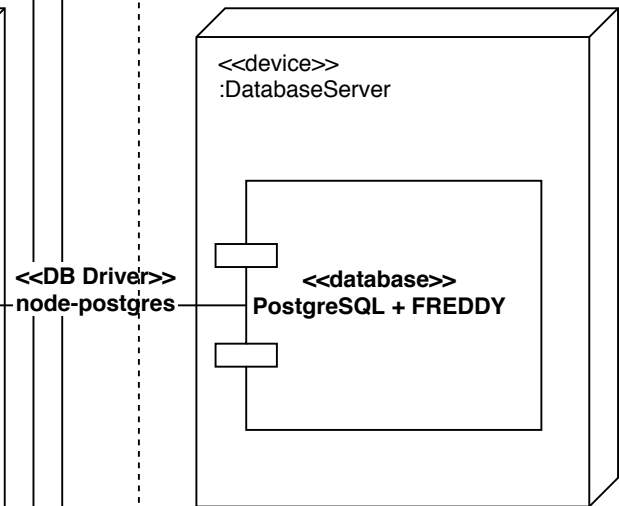 <<device>>
:DatabaseServer
<<DB Driver>>
node-postgres
<<database>>
PostgreSQL + FREDDY